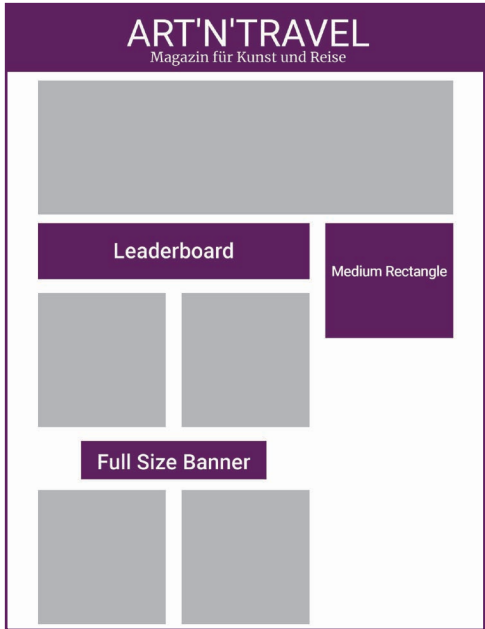 ART'N'TRAVEL
Magazin für Kunst und Reise
Leaderboard
Medium Rectangle
Full Size Banner